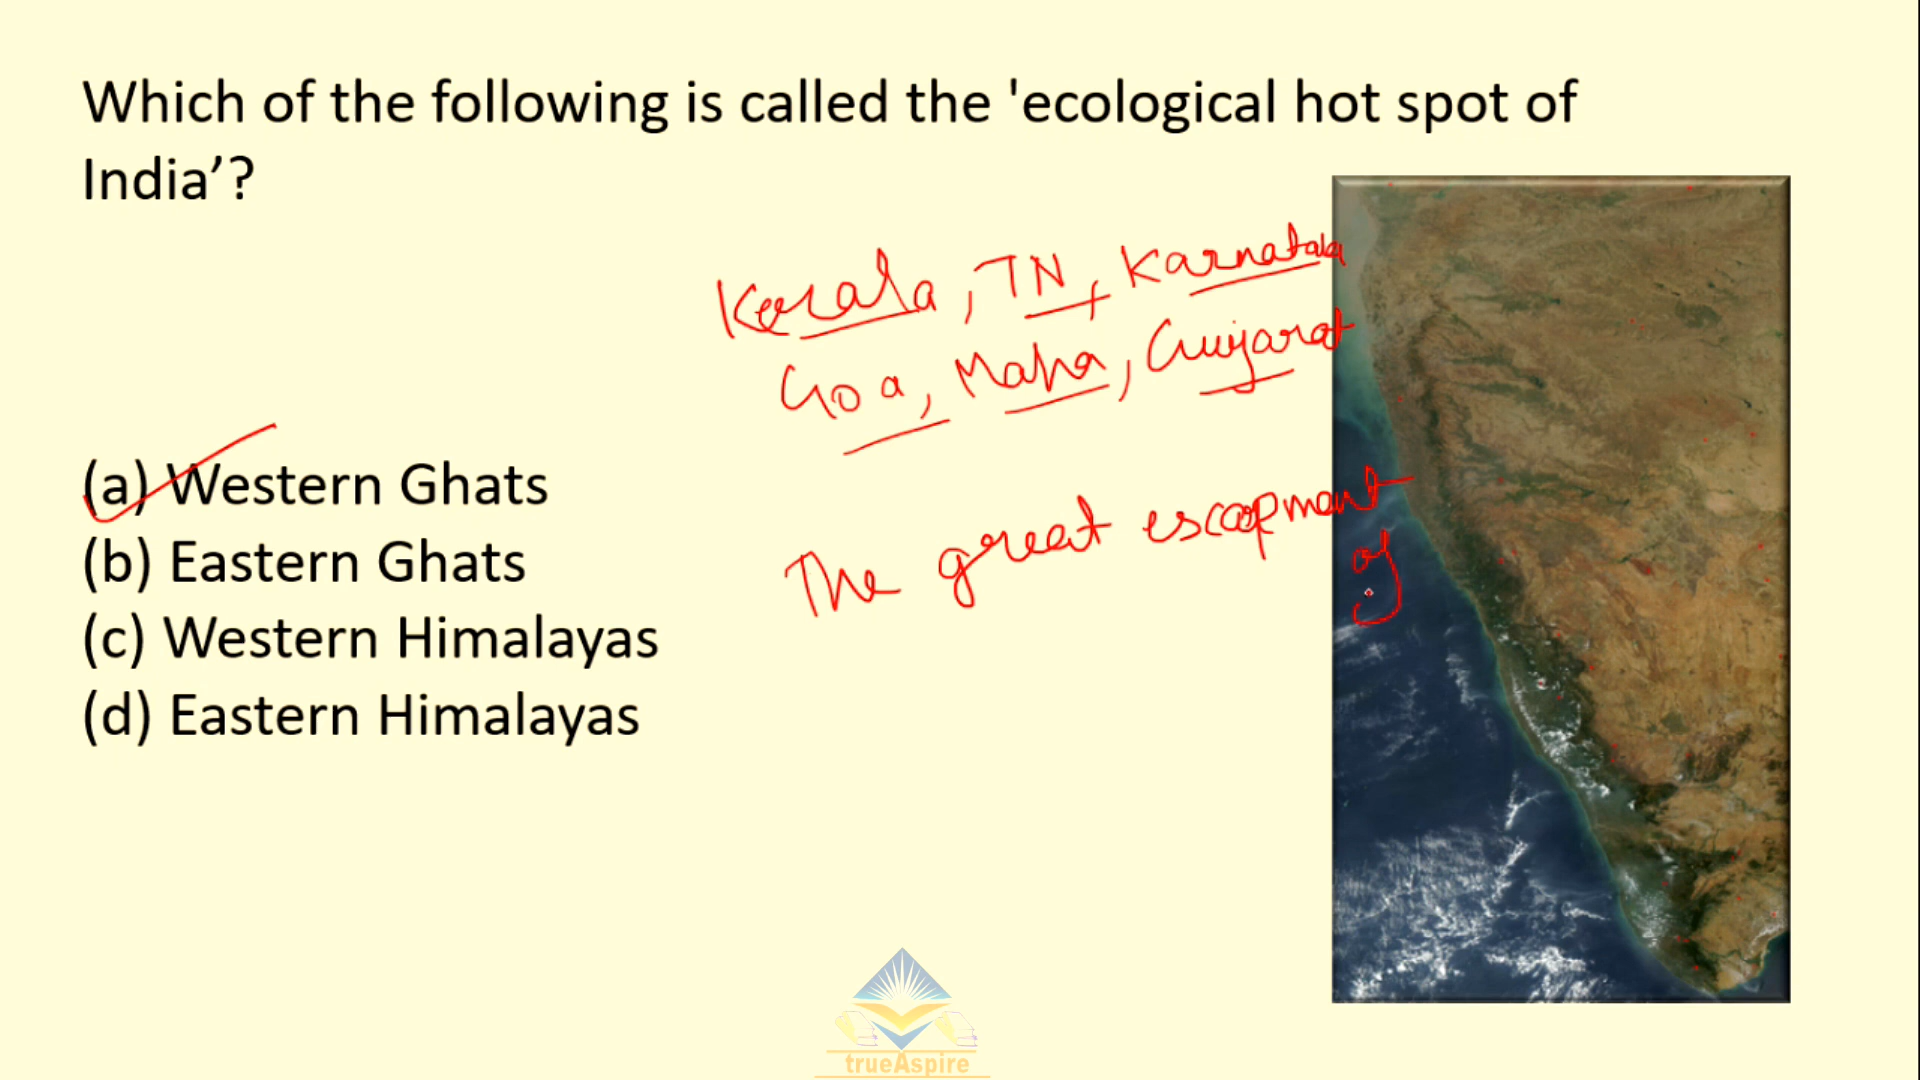 Which of the following is called the 'ecological hot spot of
India’?
Kerala, TN, Karnataka
Goa, Maha, Gujarat
(a) Western Ghats
The great escapment
of
(b) Eastern Ghats
(c) Western Himalayas
(d) Eastern Himalayas
trueAspire